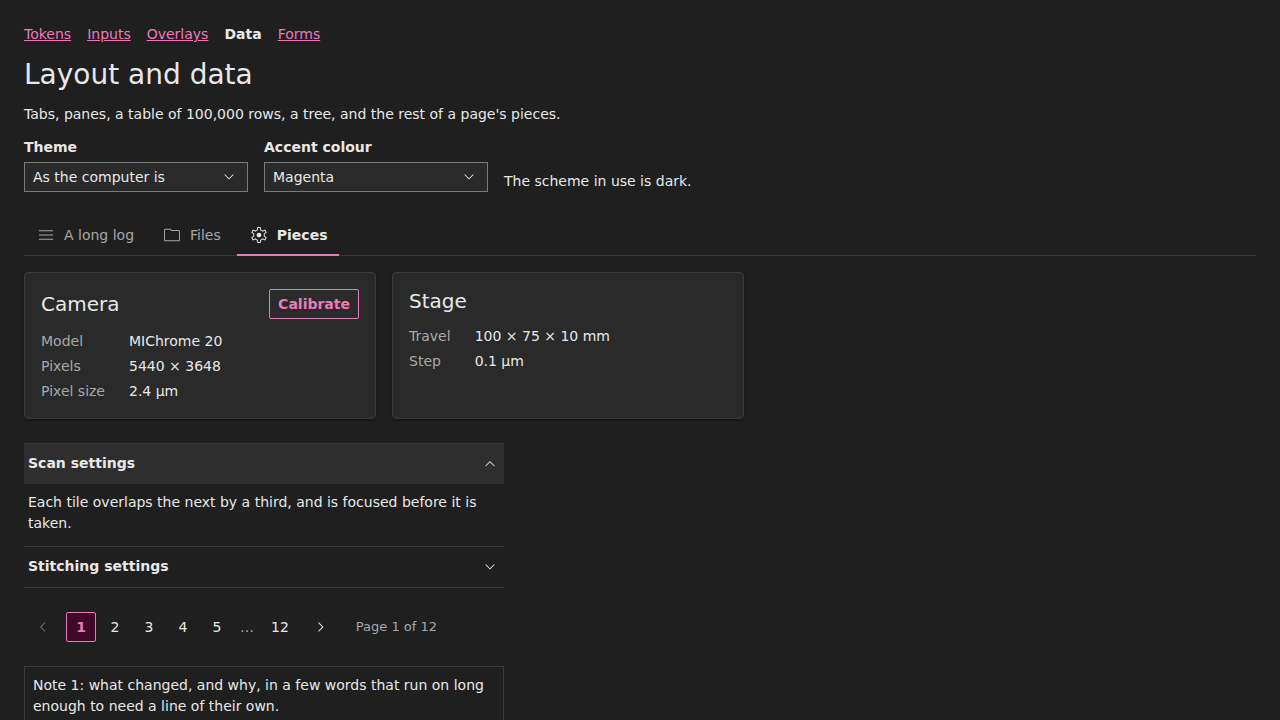 Tokens Inputs Overlays Data Forms
Layout and data
Tabs, panes, a table of 100,000 rows, a tree, and the rest of a page's pieces.
Theme Accent colour
As the computer is Magenta The scheme in use is dark.
A long log Files Pieces
Camera Calibrate
Model MIChrome 20
Pixels 5440 × 3648
Pixel size 2.4 µm
Stage
Travel 100 × 75 × 10 mm
Step 0.1 µm
Scan settings
Each tile overlaps the next by a third, and is focused before it is
taken.
Stitching settings
1 2 3 4 5 … 12 Page 1 of 12
Note 1: what changed, and why, in a few words that run on long
enough to need a line of their own.